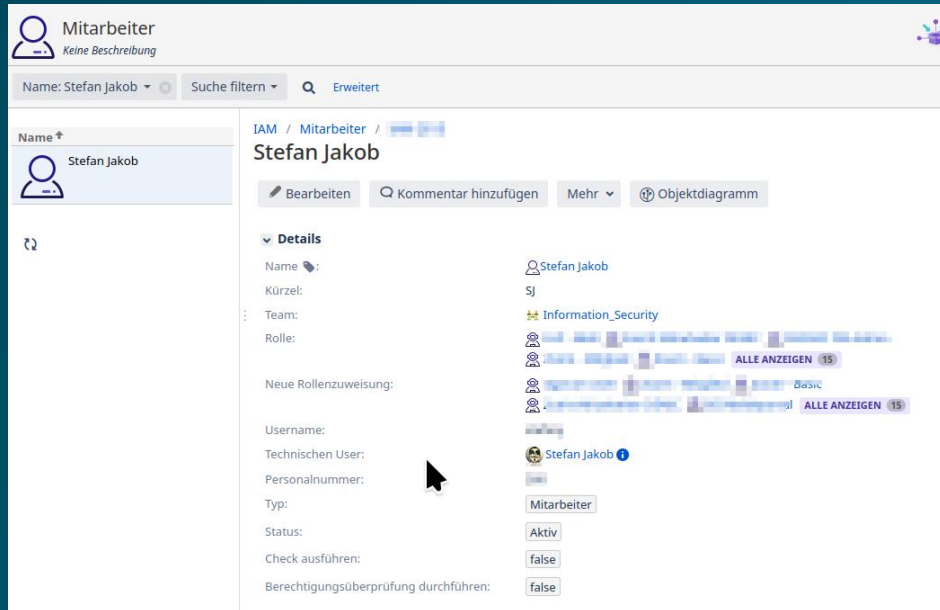 Mitarbeiter
Keine Beschreibung
Name: Stefan Jakob
Suche filtern
Erweitert
Name
Stefan Jakob
IAM / Mitarbeiter /
Stefan Jakob
Bearbeiten
Kommentar hinzufügen
Mehr
Objektdiagramm
Details
Name : Stefan Jakob
Kürzel: SJ
Team: Information_Security
Rolle:
ALLE ANZEIGEN 15
Neue Rollenzuweisung: Basic
ALLE ANZEIGEN 15
Username:
Technischen User: Stefan Jakob
Personalnummer:
Typ: Mitarbeiter
Status: Aktiv
Check ausführen: false
Berechtigungsüberprüfung durchführen: false